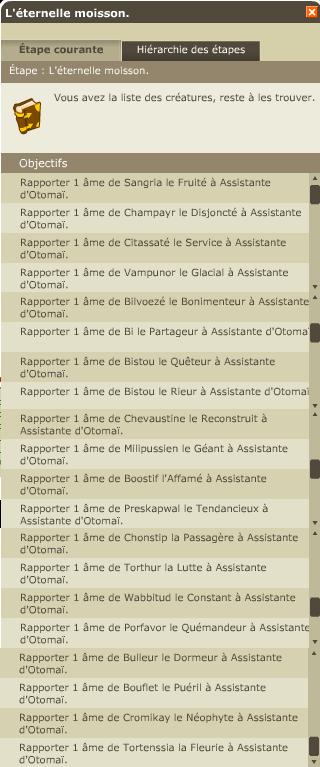 L'éternelle moisson.
Étape courante
Hiérarchie des étapes
Étape : L'éternelle moisson.
Vous avez la liste des créatures, reste à les trouver.
Objectifs
Rapporter 1 âme de Sangria le Fruité à Assistante
d'Otomaï.
Rapporter 1 âme de Champayr le Disjoncté à Assistante
d'Otomaï.
Rapporter 1 âme de Citassaté le Service à Assistante
d'Otomaï.
Rapporter 1 âme de Vampunor le Glacial à Assistante
d'Otomaï.
Rapporter 1 âme de Bilvoezé le Bonimenteur à Assistante
Rapporter 1 âme de Bi le Partageur à Assistante d'Otomaï
Rapporter 1 âme de Bistou le Quêteur à Assistante
d'Otomaï.
Rapporter 1 âme de Bistou le Rieur à Assistante d'Otomaï
Rapporter 1 âme de Chevaustine le Reconstruit à
Assistante d'Otomaï.
Rapporter 1 âme de Milipussien le Géant à Assistante
d'Otomaï.
Rapporter 1 âme de Boostif l'Affamé à Assistante
d'Otomaï.
Rapporter 1 âme de Preskapwal le Tendancieux à
Assistante d'Otomaï.
Rapporter 1 âme de Chonstip la Passagère à Assistante
d'Otomaï.
Rapporter 1 âme de Torthur la Lutte à Assistante
d'Otomaï.
Rapporter 1 âme de Wabbitud le Constant à Assistante
d'Otomaï.
Rapporter 1 âme de Porfavor le Quémandeur à Assistante
d'Otomaï.
Rapporter 1 âme de Bulleur le Dormeur à Assistante
d'Otomaï.
Rapporter 1 âme de Bouflet le Puéril à Assistante
d'Otomaï.
Rapporter 1 âme de Cromikay le Néophyte à Assistante
d'Otomaï.
Rapporter 1 âme de Tortenssia la Fleurie à Assistante
d'Otomaï.